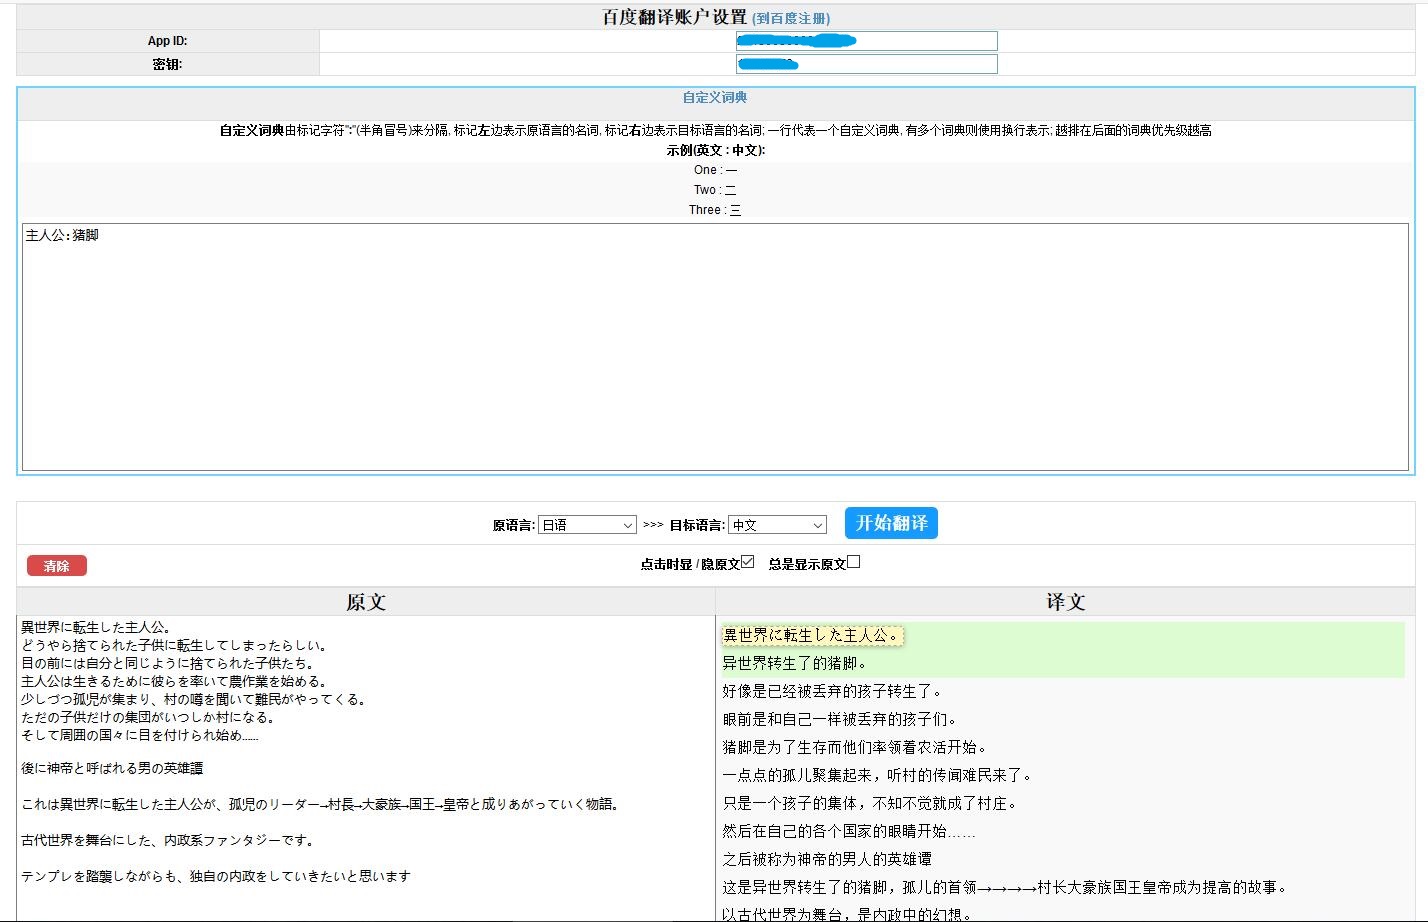 百度翻译账户设置 (到百度注册)
App ID:
密钥:
自定义词典
自定义词典由标记字符":"(半角冒号)来分隔, 标记左边表示原语言的名词, 标记右边表示目标语言的名词; 一行代表一个自定义词典, 有多个词典则使用换行表示; 越排在后面的词典优先级越高
示例(英文 : 中文):
One : 一
Two : 二
Three : 三
主人公:猪脚
原语言: 日语 >>> 目标语言: 中文 开始翻译
清除 点击时显 / 隐原文 总是显示原文
原文
異世界に転生した主人公。
どうやら捨てられた子供に転生してしまったらしい。
目の前には自分と同じように捨てられた子供たち。
主人公は生きるために彼らを率いて農作業を始める。
少しづつ孤児が集まり、村の噂を聞いて難民がやってくる。
ただの子供だけの集団がいつしか村になる。
そして周囲の国々に目を付けられ始め……
後に神帝と呼ばれる男の英雄譚
これは異世界に転生した主人公が、孤児のリーダー→村長→大豪族→国王→皇帝と成りあがっていく物語。
古代世界を舞台にした、内政系ファンタジーです。
テンプレを踏襲しながらも、独自の内政をしていきたいと思います
译文
異世界に転生した主人公。
异世界转生了的猪脚。
好像是已经被丢弃的孩子转生了。
眼前是和自己一样被丢弃的孩子们。
猪脚是为了生存而他们率领着农活开始。
一点点的孤儿聚集起来，听村的传闻难民来了。
只是一个孩子的集体，不知不觉就成了村庄。
然后在自己的各个国家的眼睛开始……
之后被称为神帝的男人的英雄谭
这是异世界转生了的猪脚，孤儿的首领→→→→村长大豪族国王皇帝成为提高的故事。
以古代世界为舞台，是内政中的幻想。